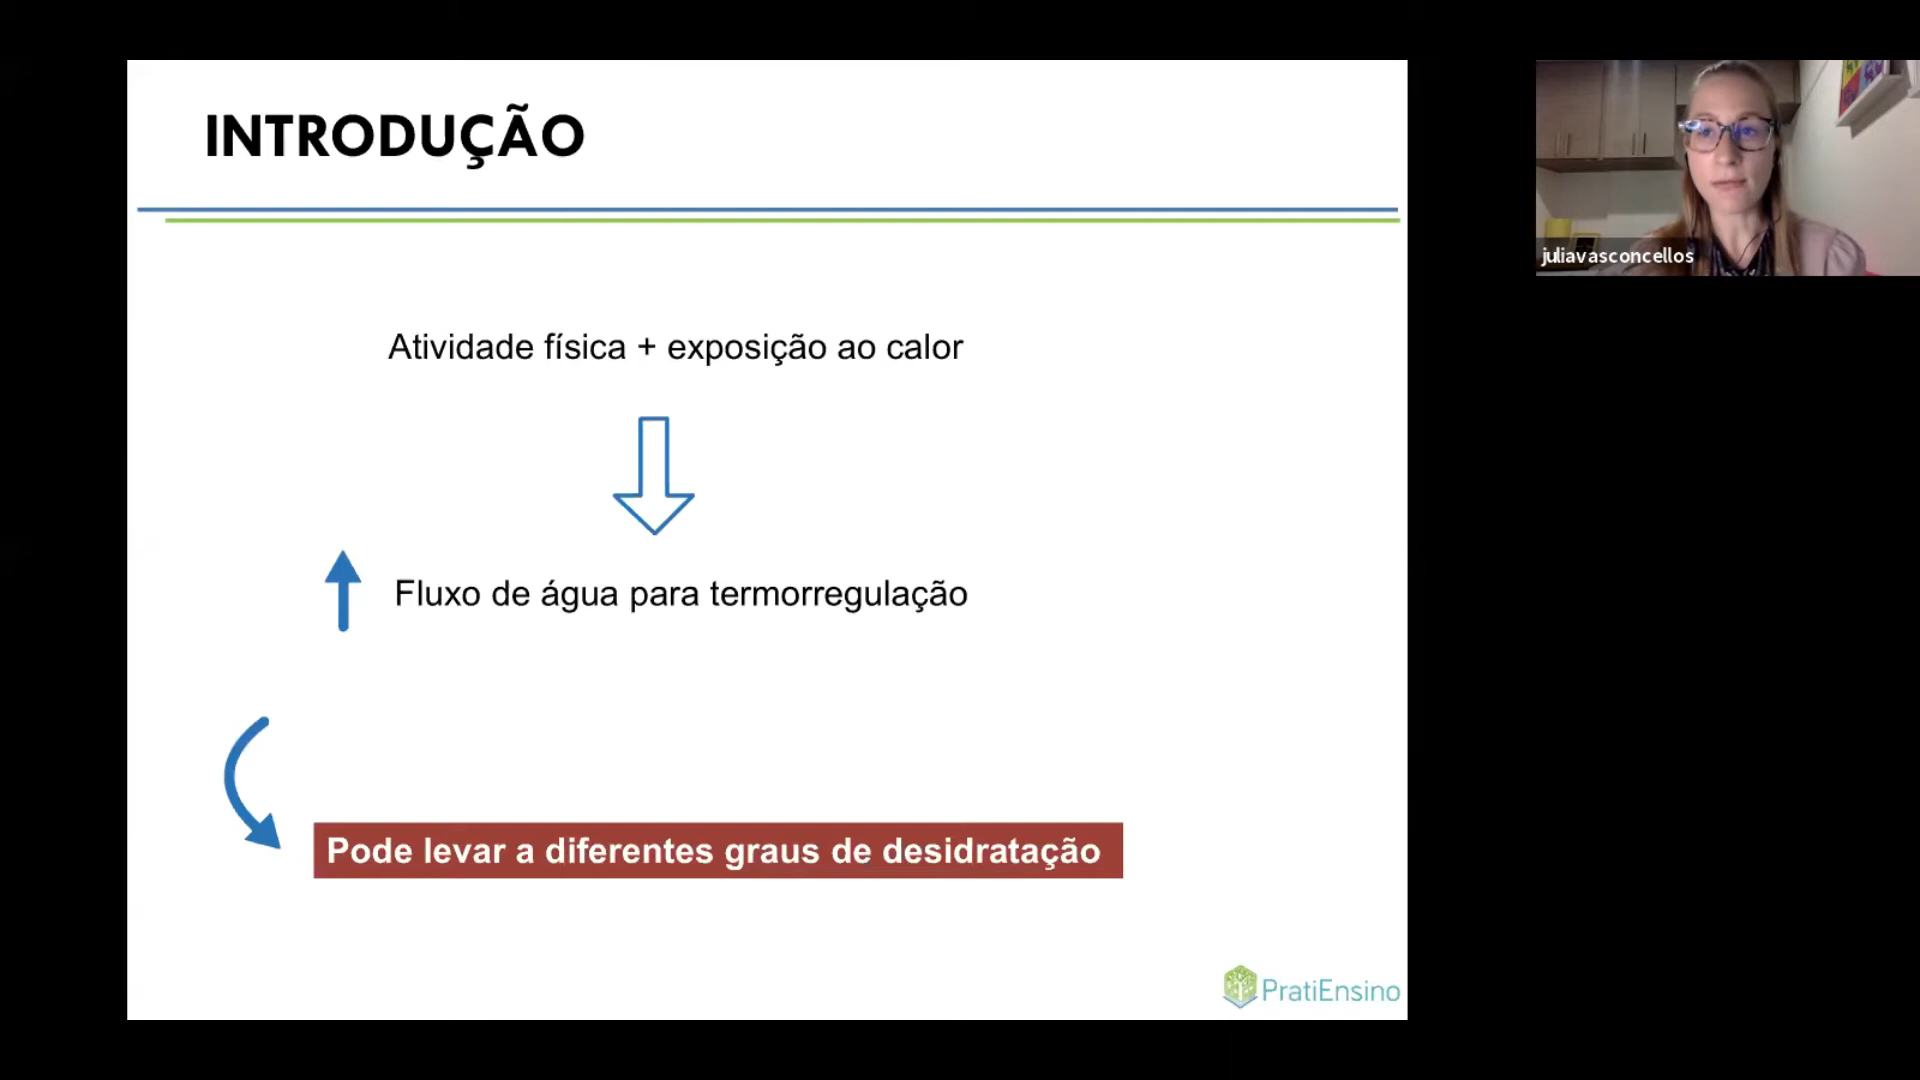 INTRODUÇÃO
Atividade física + exposição ao calor
Fluxo de água para termorregulação
Pode levar a diferentes graus de desidratação
PratiEnsino
juliavasconcellos